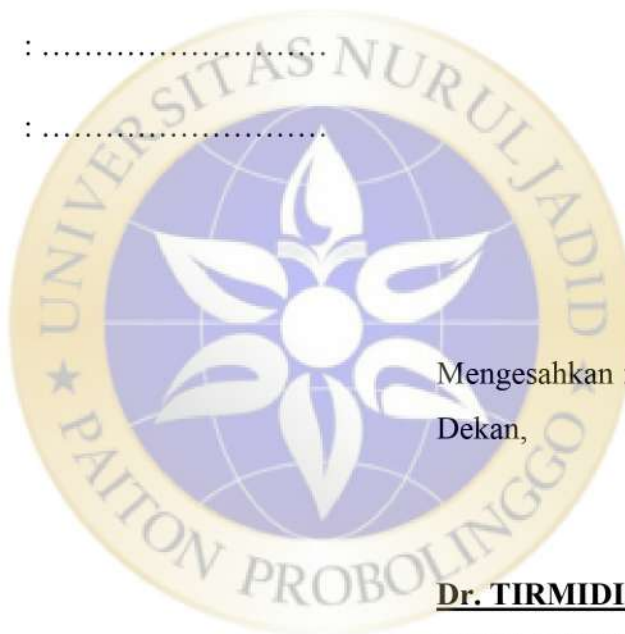 : ................................
: ................................
UNIVERSITAS NURUL JADID
Mengesahkan :
Dekan,
★ PAITON PROBOLINGGO ★
Dr. TIRMIDI